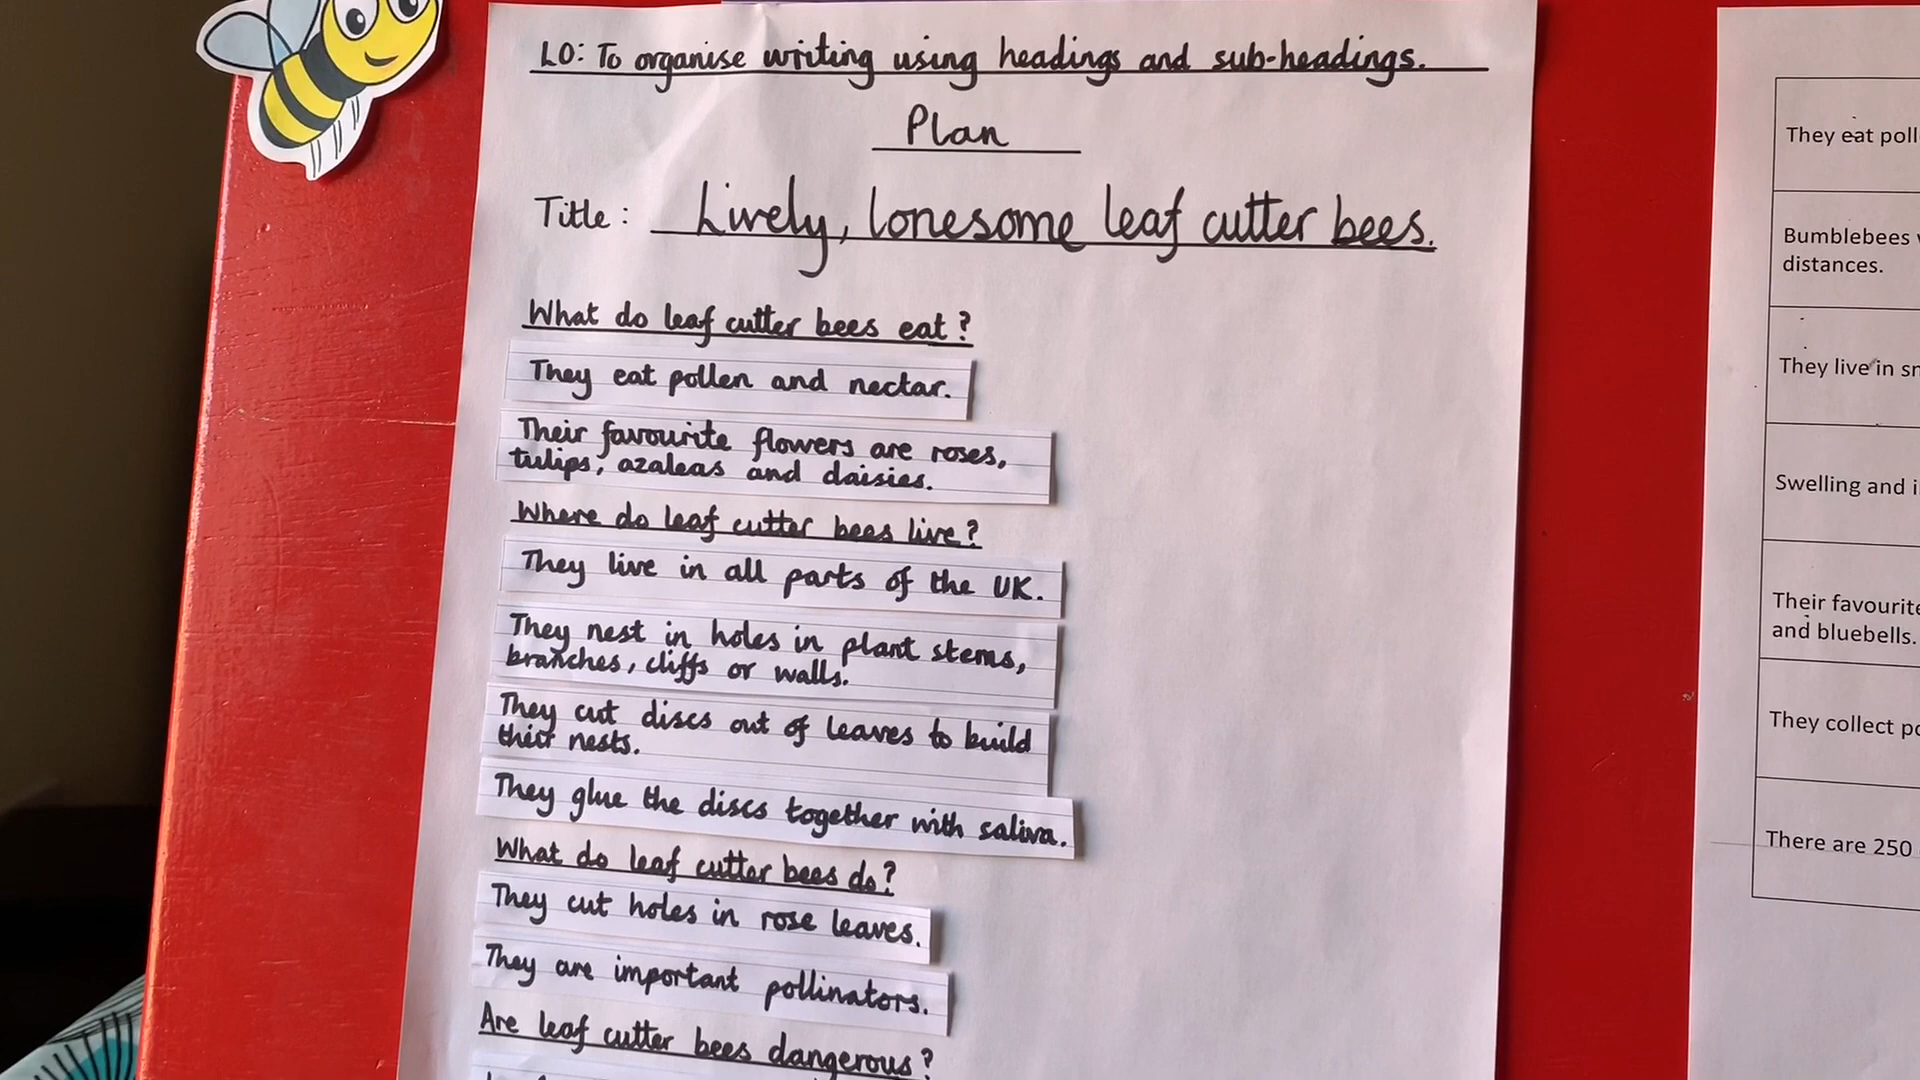 LO: To organise writing using headings and sub-headings.
Plan
Title: Lively, lonesome leaf cutter bees.
What do leaf cutter bees eat?
They eat pollen and nectar.
Their favourite flowers are roses,
tulips, azaleas and daisies.
Where do leaf cutter bees live?
They live in all parts of the UK.
They nest in holes in plant stems,
branches, cliffs or walls.
They cut discs out of leaves to build
their nests.
They glue the discs together with saliva.
What do leaf cutter bees do?
They cut holes in rose leaves.
They are important pollinators.
Are leaf cutter bees dangerous?
They eat
Bumblebees
distances.
They live in
Swelling and
Their favourite
and bluebells.
They collect
There are 250